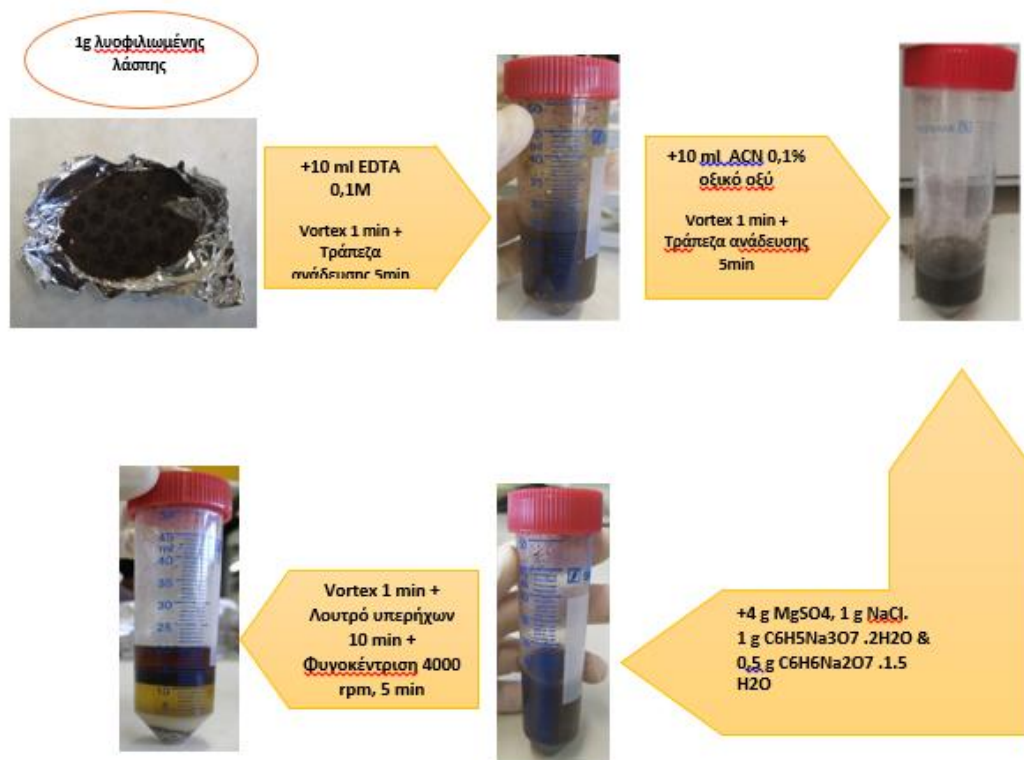 1g λυοφιλιωμένης
λάσπης
+10 ml EDTA
0,1M
Vortex 1 min +
Τράπεζα
ανάδευσης 5min
+10 ml ACN 0,1%
οξικό οξύ
Vortex 1 min +
Τράπεζα ανάδευσης
5min
+4 g MgSO4, 1 g NaCl.
1 g C6H5Na3O7 .2H2O &
0,5 g C6H6Na2O7 .1.5
H2O
Vortex 1 min +
Λουτρό υπερήχων
10 min +
Φυγοκέντριση 4000
rpm, 5 min